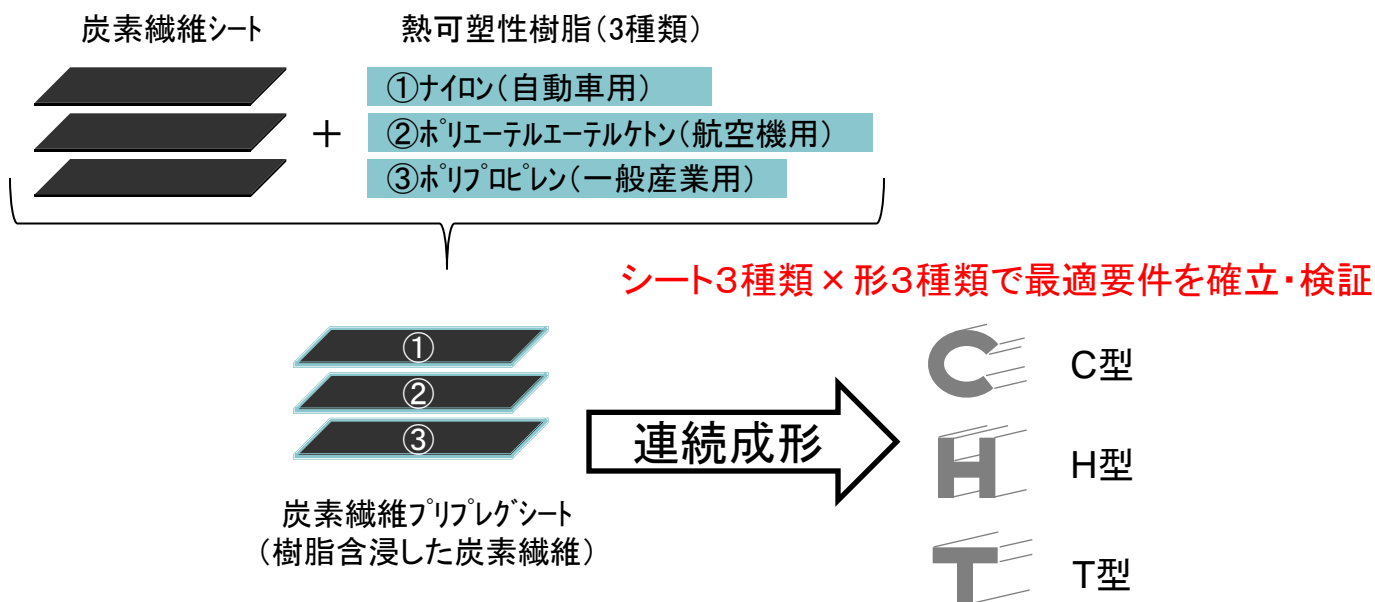 炭素繊維シート
熱可塑性樹脂(3種類)
①ナイロン(自動車用)
+
②ポリエーテルエーテルケトン(航空機用)
③ポリプロピレン(一般産業用)
シート3種類×形3種類で最適要件を確立・検証
①
②
③
連続成形
炭素繊維プリプレグシート
(樹脂含浸した炭素繊維)
C
C型
H
H型
T
T型